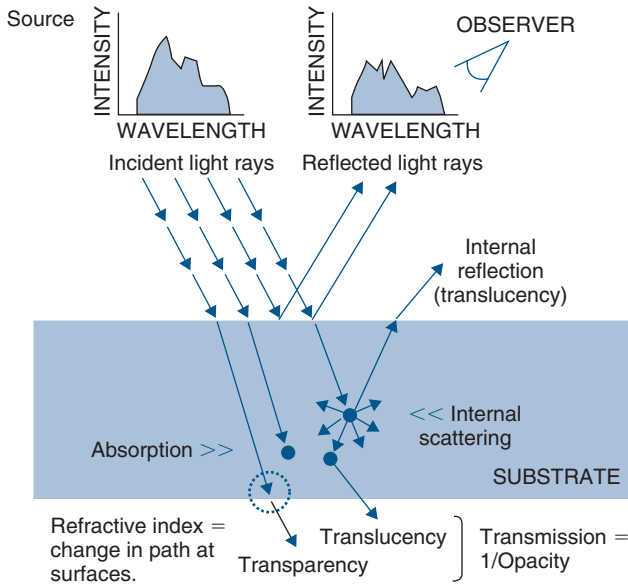 Source
INTENSITY
WAVELENGTH
INTENSITY
WAVELENGTH
OBSERVER
Incident light rays
Reflected light rays
Internal
reflection
(translucency)
Absorption >>
<< Internal
scattering
SUBSTRATE
Refractive index =
change in path at
surfaces.
Transparency
Translucency
Transmission =
1/Opacity